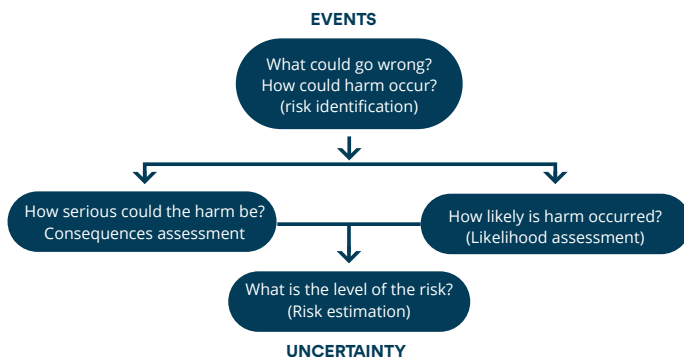 EVENTS
What could go wrong?
How could harm occur?
(risk identification)
How serious could the harm be?
Consequences assessment
How likely is harm occurred?
(Likelihood assessment)
What is the level of the risk?
(Risk estimation)
UNCERTAINTY